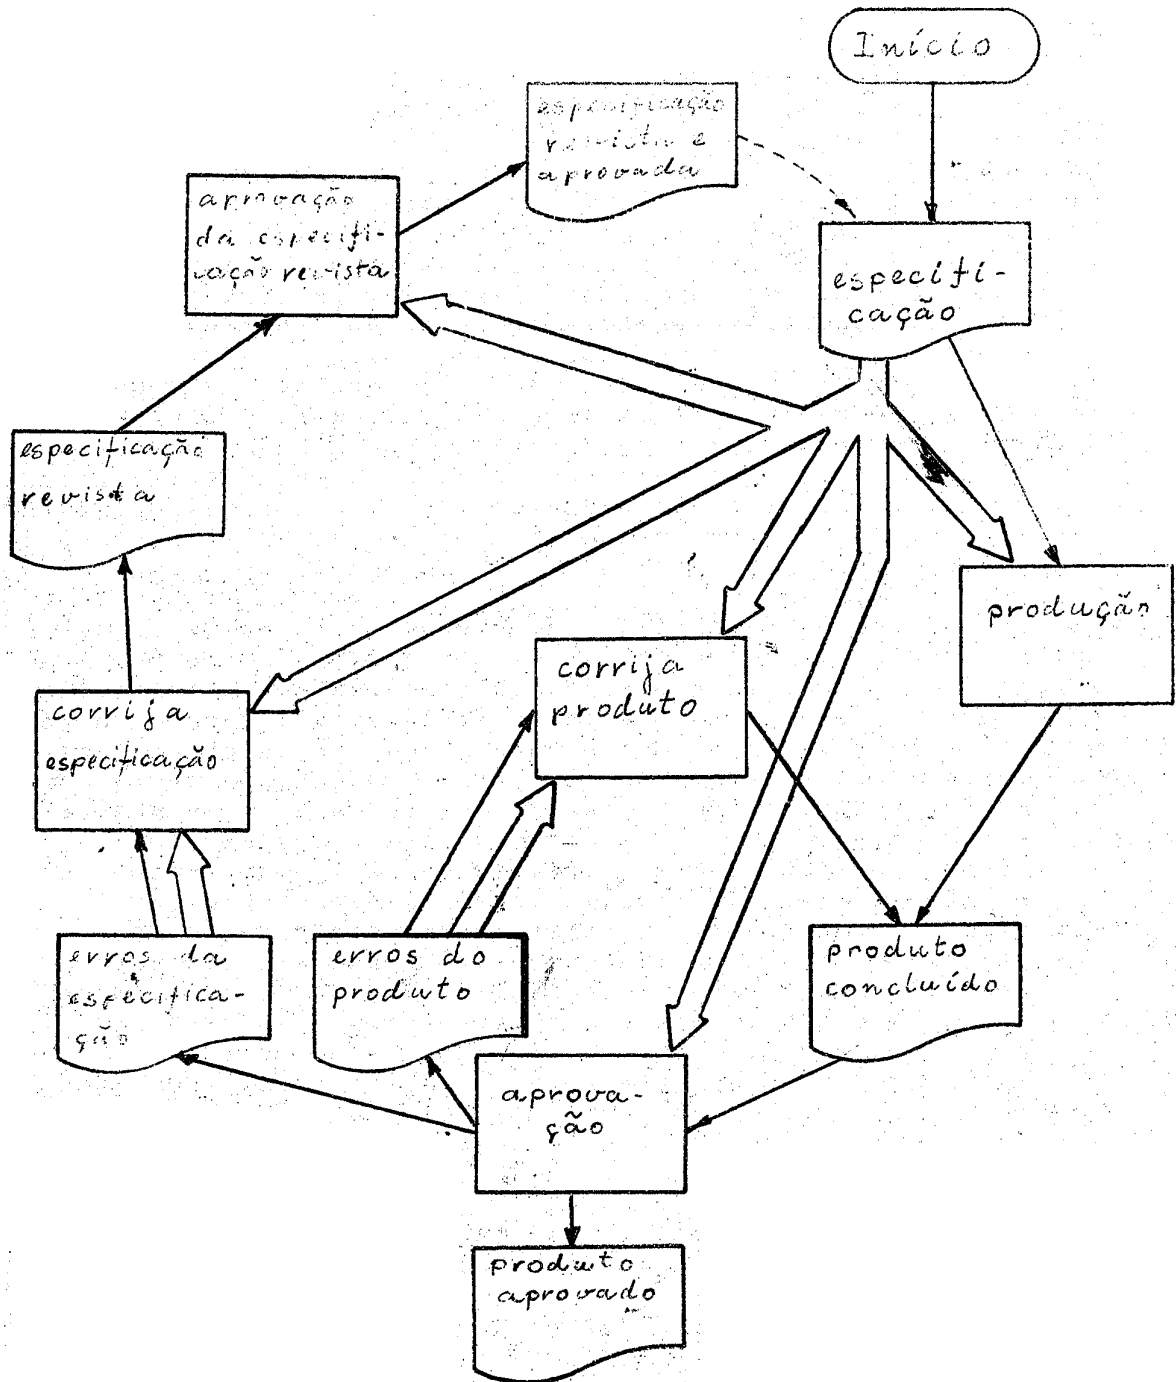 Início
especificação
revista e
aprovada
aprovação
da especifi-
cação revista
especifi-
cação
especificação
revista
produção
corrija
produto
corrija
especificação
erros da
especifica-
ção
erros do
produto
produto
concluído
aprova-
ção
produto
aprovado